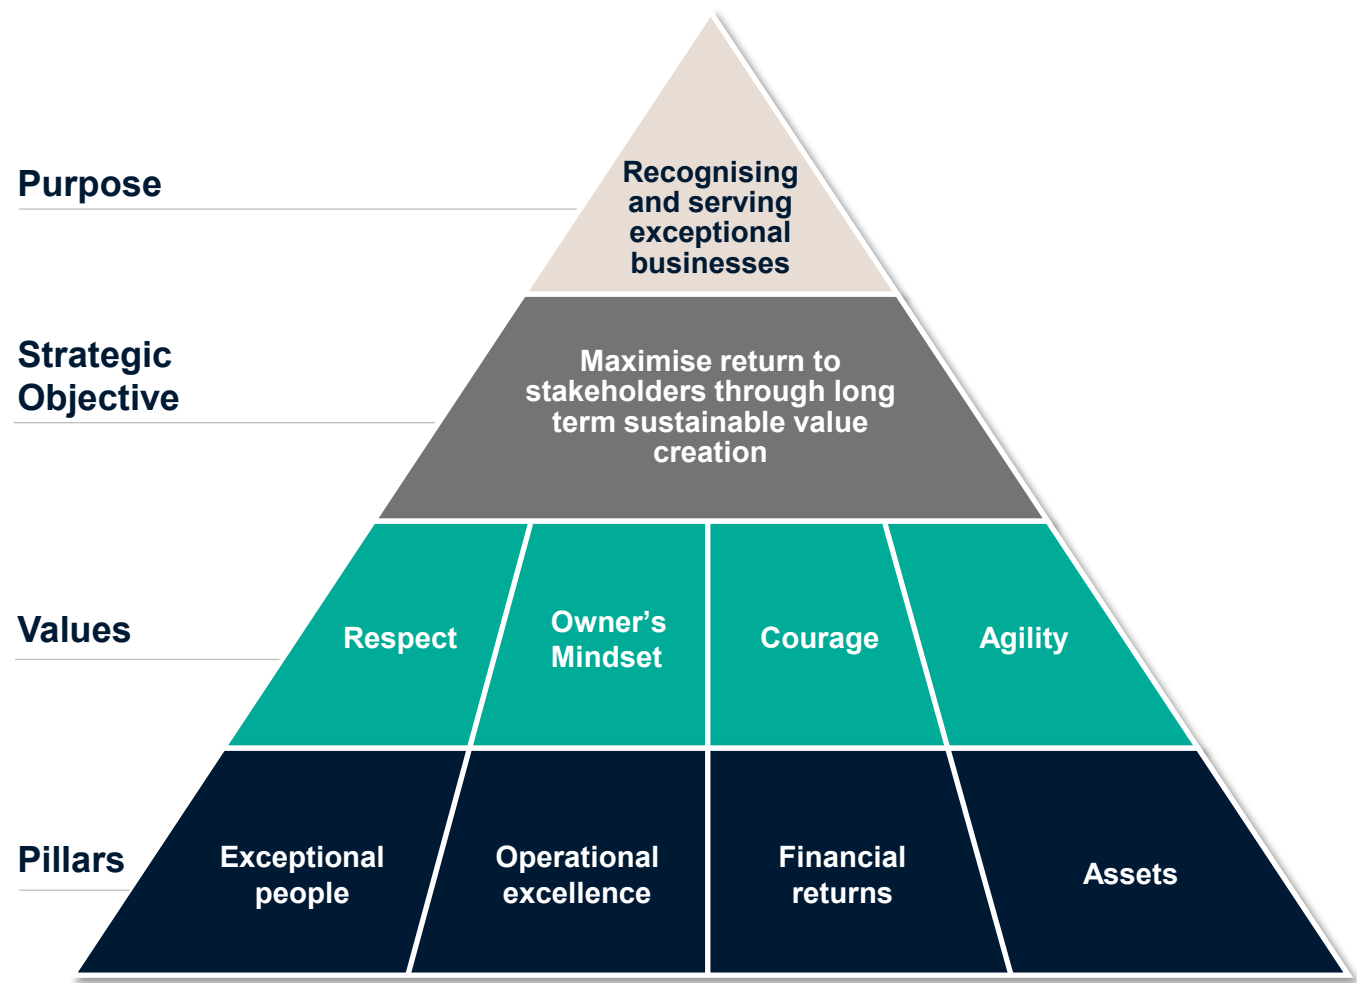 Purpose
Recognising
and serving
exceptional
businesses
Strategic
Objective
Maximise return to
stakeholders through long
term sustainable value
creation
Values
Respect
Owner’s
Mindset
Courage
Agility
Pillars
Exceptional
people
Operational
excellence
Financial
returns
Assets